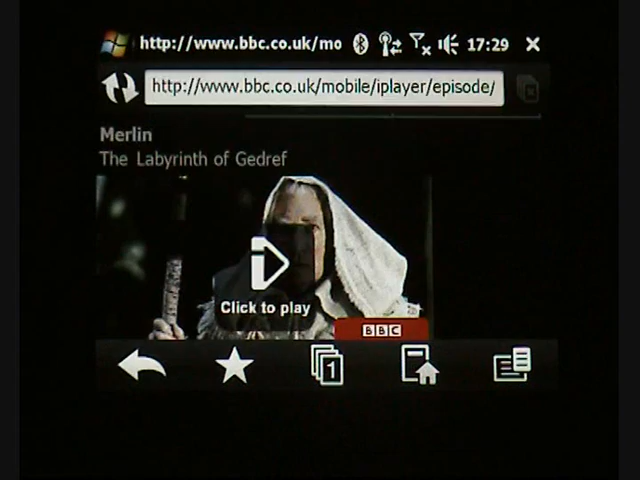 http://www.bbc.co.uk/mo 17:29
http://www.bbc.co.uk/mobile/iplayer/episode/
Merlin
The Labyrinth of Gedref
Click to play
BBC
1